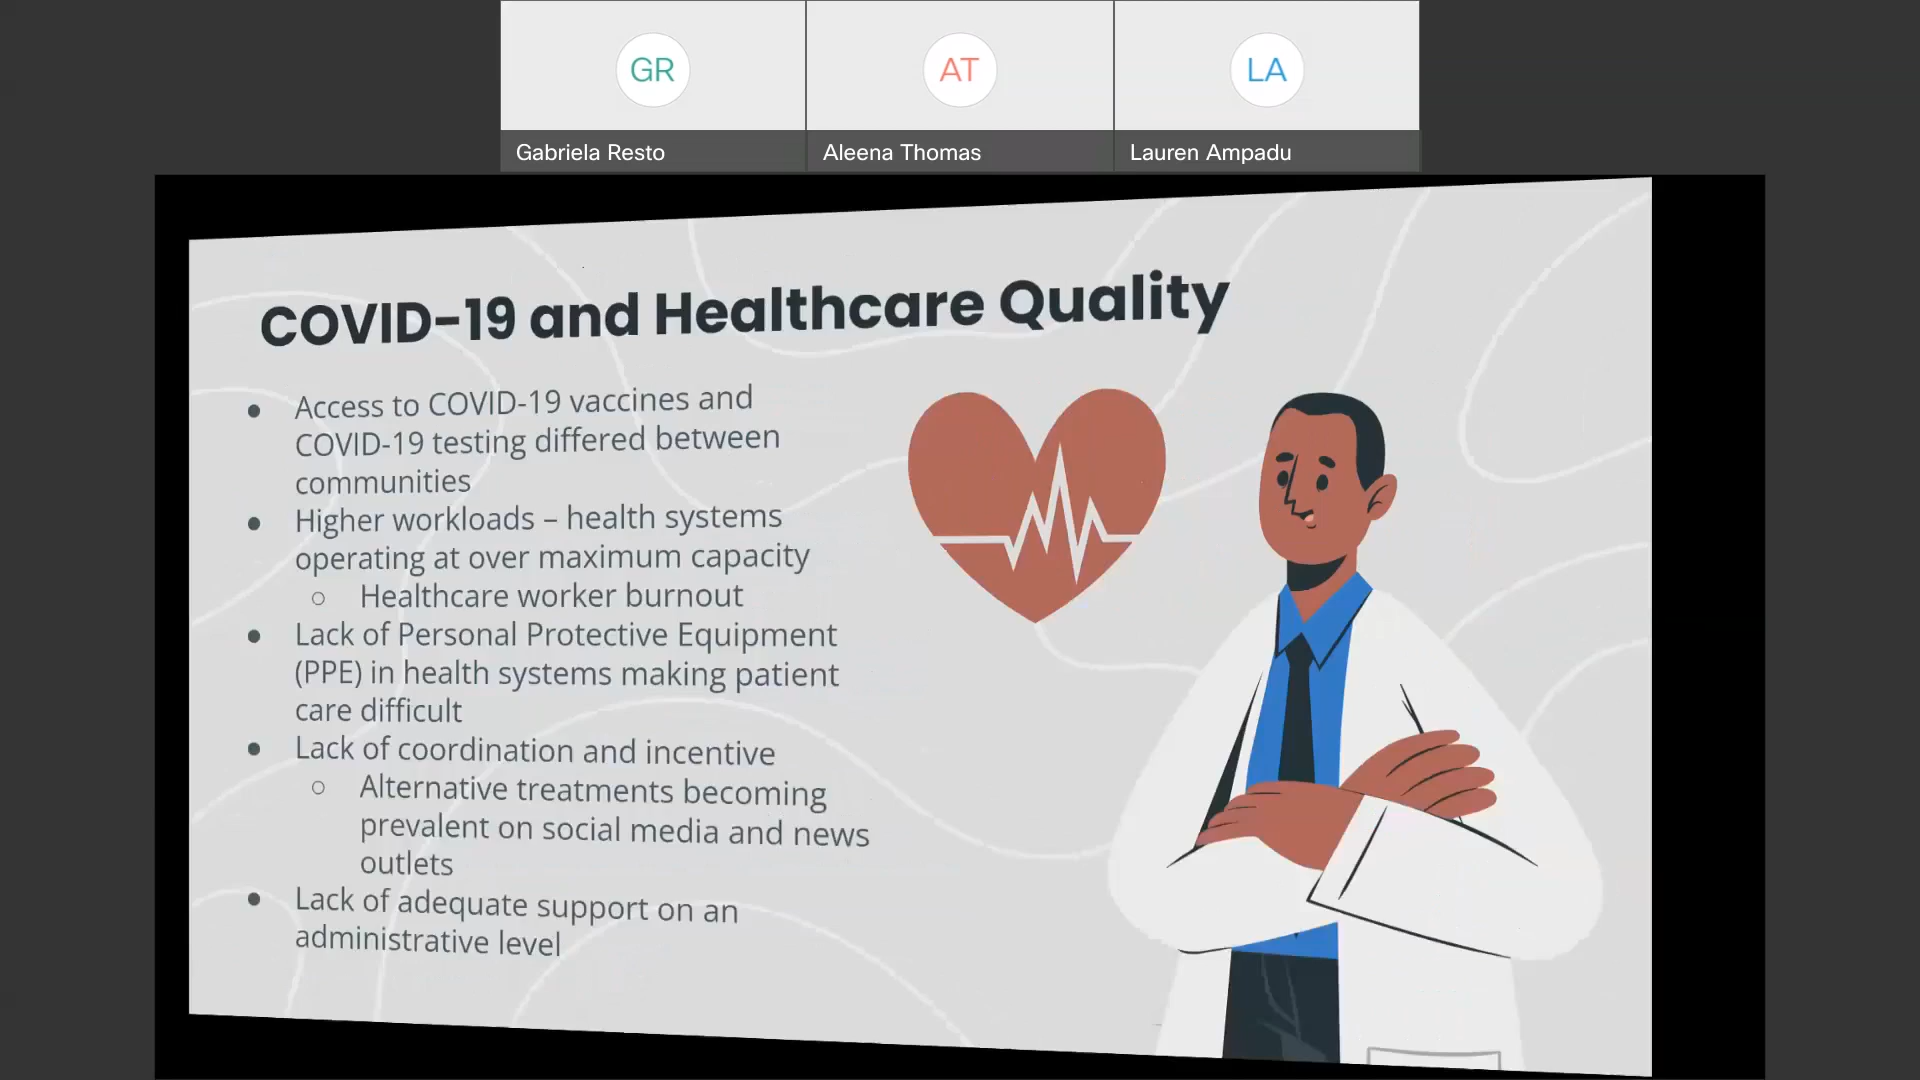 GR
AT
LA
Gabriela Resto
Aleena Thomas
Lauren Ampadu
COVID-19 and Healthcare Quality
● Access to COVID-19 vaccines and
COVID-19 testing differed between
communities
● Higher workloads – health systems
operating at over maximum capacity
○ Healthcare worker burnout
● Lack of Personal Protective Equipment
(PPE) in health systems making patient
care difficult
● Lack of coordination and incentive
○ Alternative treatments becoming
prevalent on social media and news
outlets
● Lack of adequate support on an
administrative level